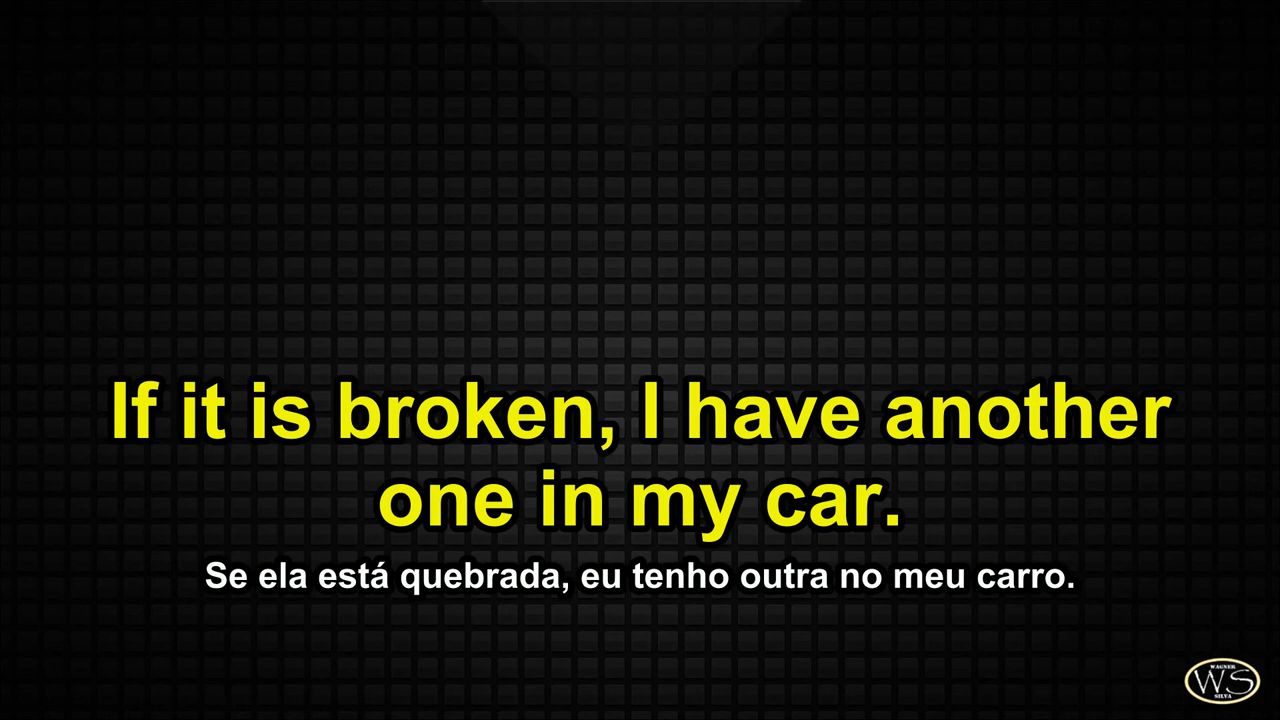 If it is broken, I have another
one in my car.
Se ela está quebrada, eu tenho outra no meu carro.
WAGNER
WS
SILVA